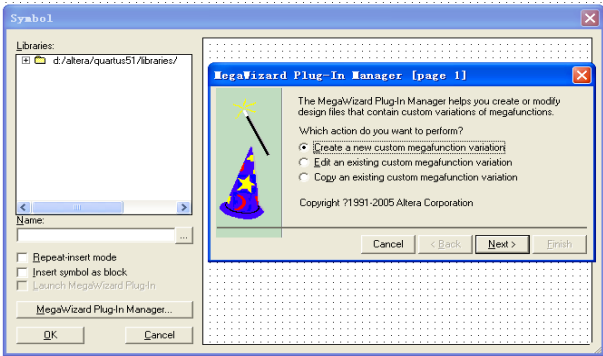 Symbol
Libraries:
d:/altera/quartus51/libraries/
Name:
...
Repeat-insert mode
Insert symbol as block
Launch MegaWizard Plug-In
MegaWizard Plug-In Manager...
OK
Cancel
MegaWizard Plug-In Manager [page 1]
The MegaWizard Plug-In Manager helps you create or modify
design files that contain custom variations of megafunctions.
Which action do you want to perform?
Create a new custom megafunction variation
Edit an existing custom megafunction variation
Copy an existing custom megafunction variation
Copyright ?1991-2005 Altera Corporation
Cancel
< Back
Next >
Finish